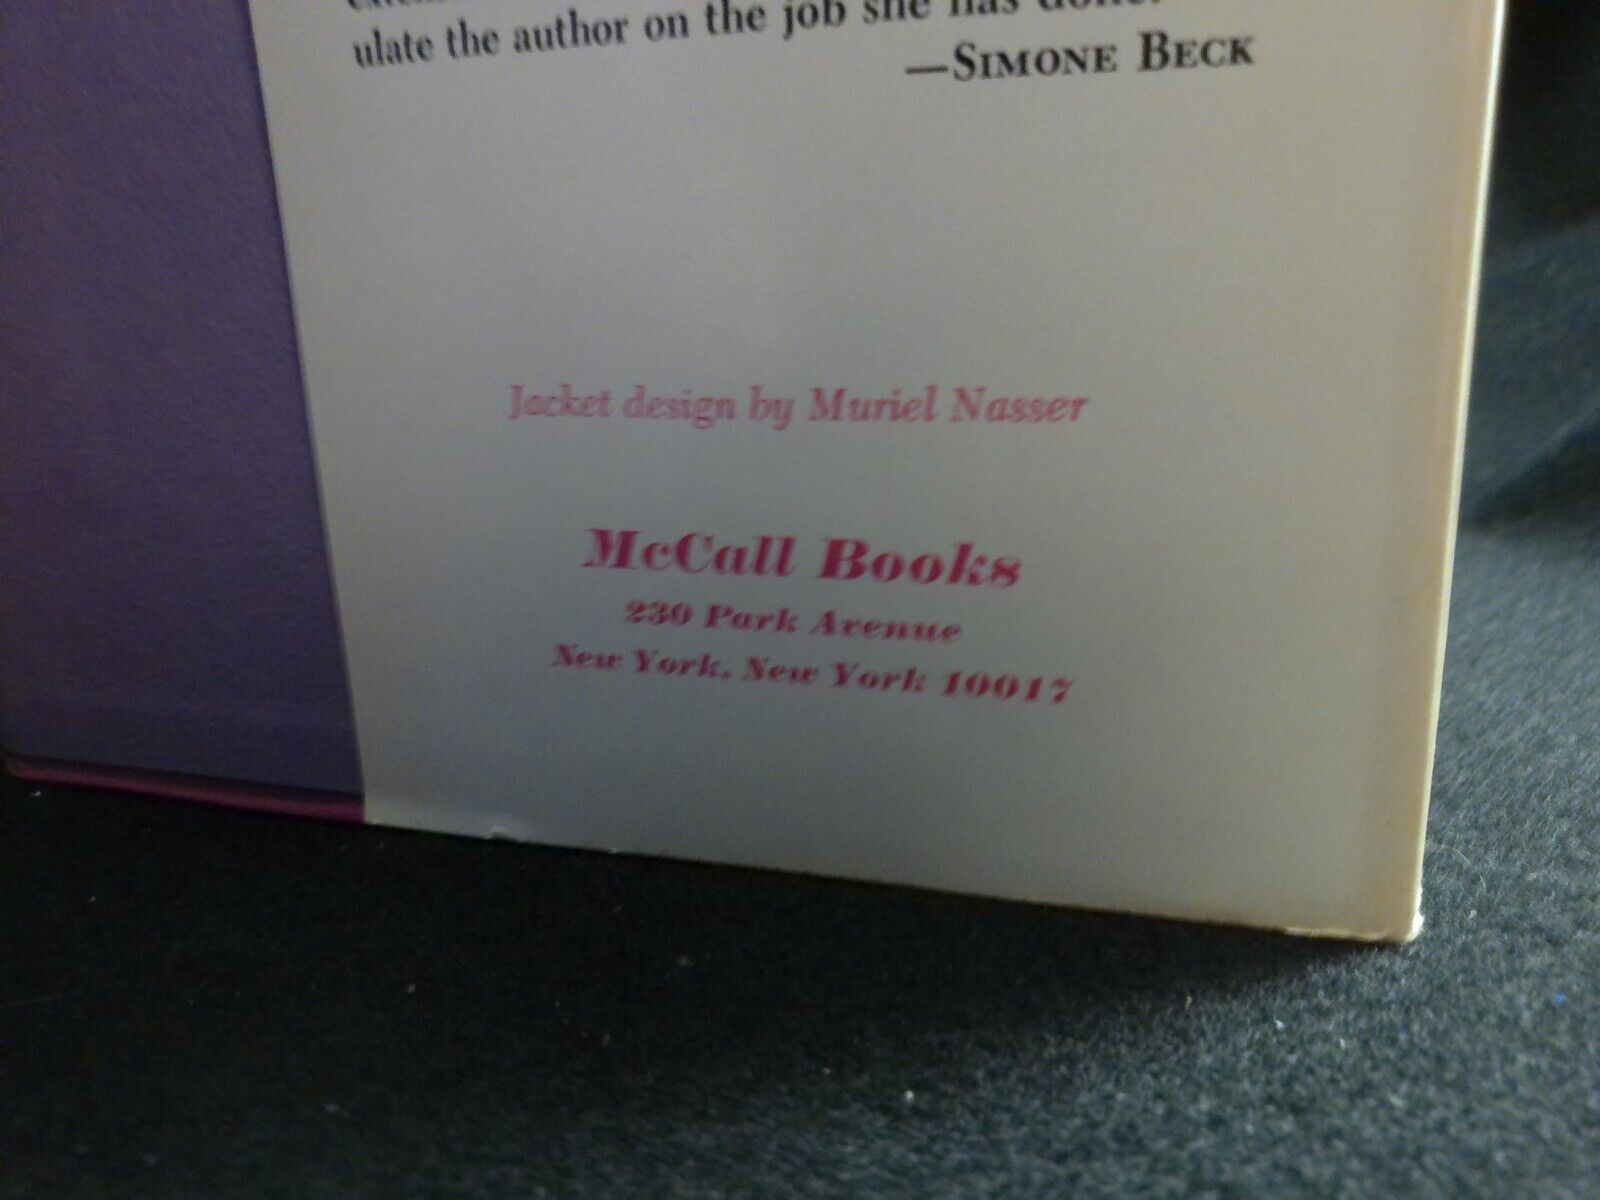 ulate the author on the job she has done.
—SIMONE BECK
Jacket design by Muriel Nasser
McCall Books
230 Park Avenue
New York, New York 10017